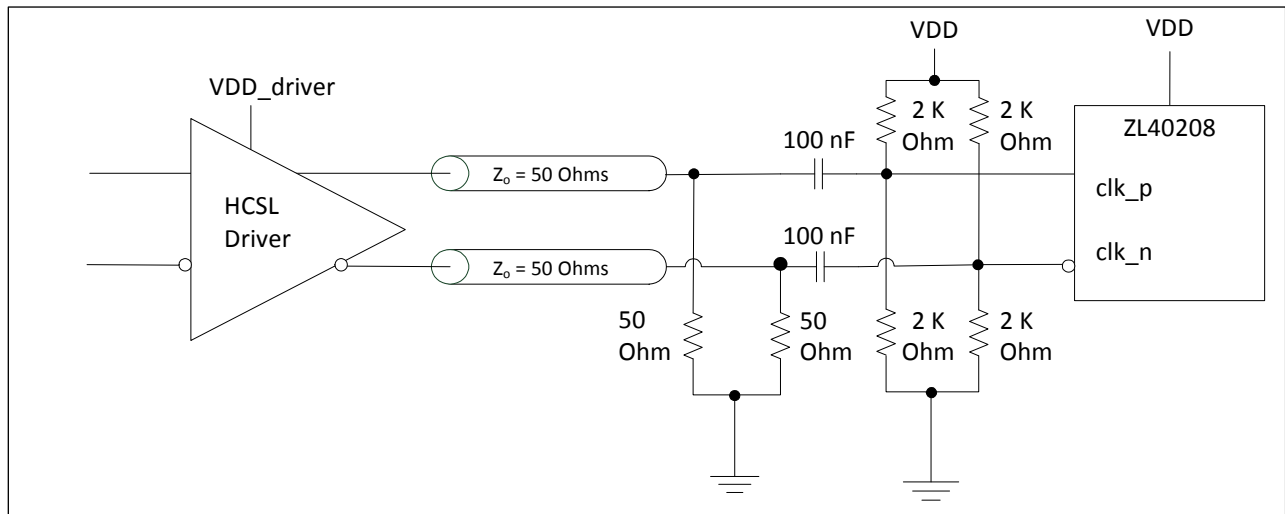 VDD
VDD
VDD_driver
2 K
Ohm
2 K
Ohm
ZL40208
100 nF
Zₒ = 50 Ohms
clk_p
HCSL
Driver
100 nF
clk_n
Zₒ = 50 Ohms
50
Ohm
50
Ohm
2 K
Ohm
2 K
Ohm